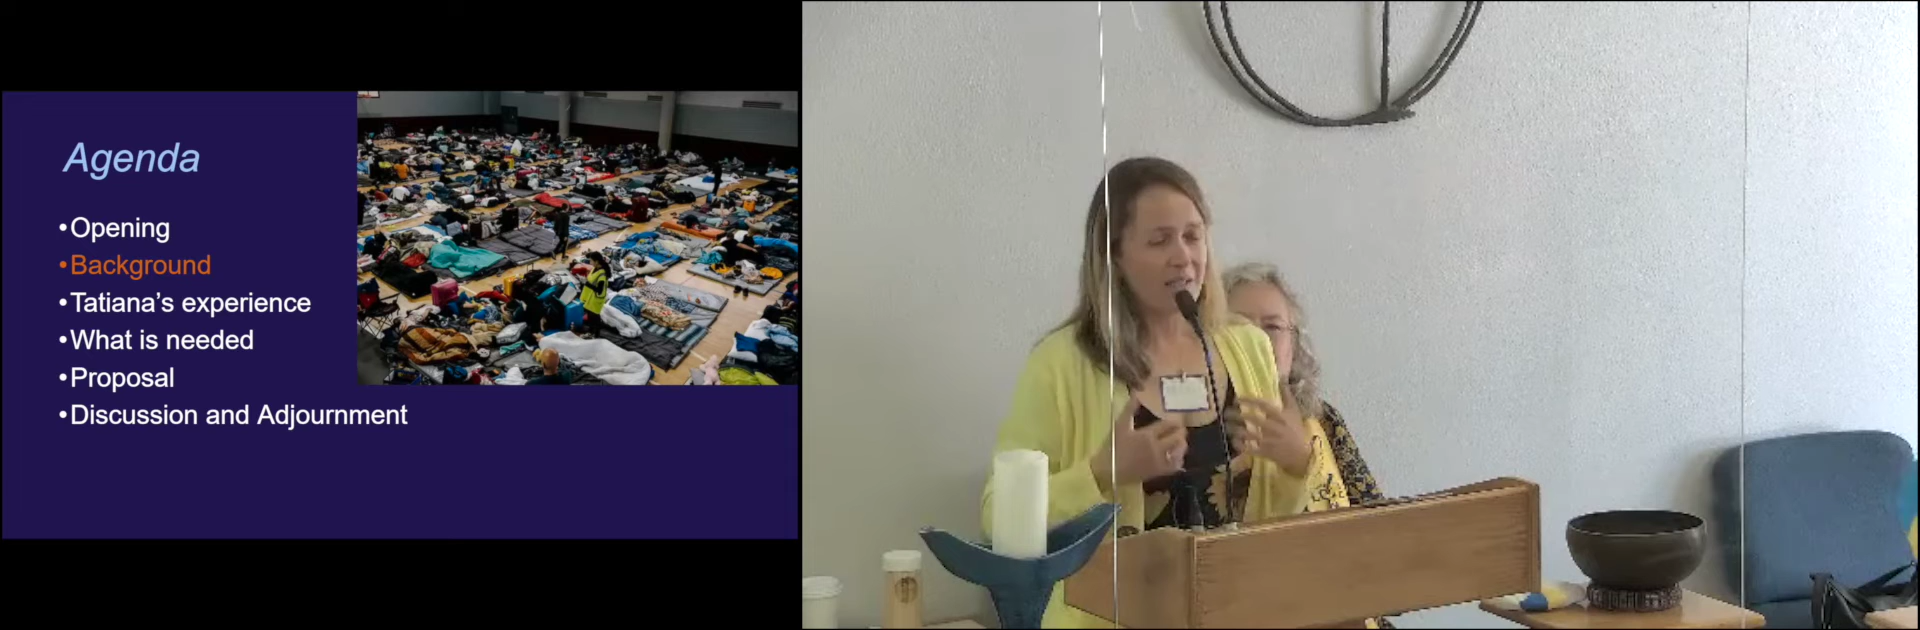 Agenda
•Opening
•Background
•Tatiana's experience
•What is needed
•Proposal
•Discussion and Adjournment